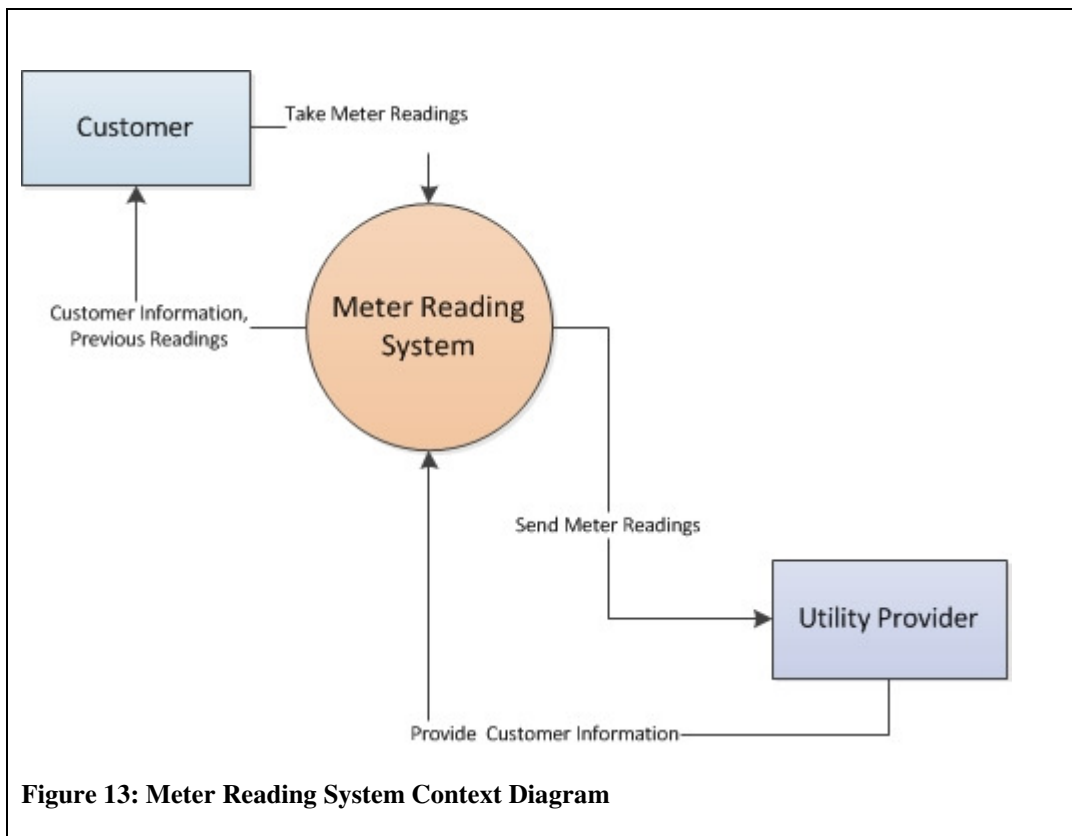 Customer
Take Meter Readings
Meter Reading
System
Customer Information,
Previous Readings
Send Meter Readings
Utility Provider
Provide  Customer Information
Figure 13: Meter Reading System Context Diagram